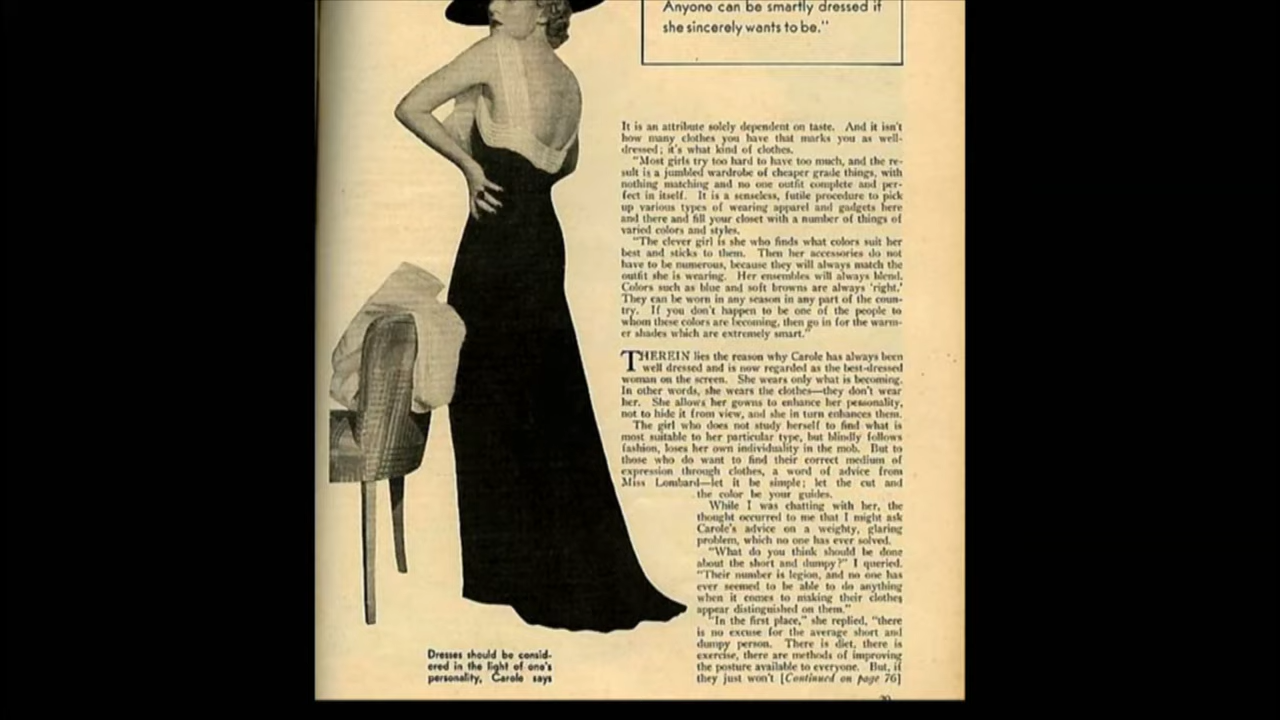 Anyone can be smartly dressed if
she sincerely wants to be."
It is an attribute solely dependent on taste. And it isn't
how many clothes you have that marks you as well-
dressed; it's what kind of clothes.
"Most girls try too hard to have too much, and the re-
sult is a jumbled wardrobe of cheaper grade things, with
nothing matching and no one outfit complete and per-
fect in itself. It is a senseless, futile procedure to pick
up various types of wearing apparel and gadgets here
and there and fill your closet with a number of things of
varied colors and styles.
"The clever girl is she who finds what colors suit her
best and sticks to them. Then her accessories do not
have to be numerous, because they will always match the
outfit she is wearing. Her ensembles will always blend.
Colors such as blue and soft browns are always 'right.'
They can be worn in any season in any part of the coun-
try. If you don't happen to be one of the people to
whom these colors are becoming, then go in for the warm-
er shades which are extremely smart."
THEREIN lies the reason why Carole has always been
well dressed and is now regarded as the best-dressed
woman on the screen. She wears only what is becoming.
In other words, she wears the clothes—they don't wear
her. She allows her gowns to enhance her personality,
not to hide it from view, and she in turn enhances them.
The girl who does not study herself to find what is
most suitable to her particular type, but blindly follows
fashion, loses her own individuality in the mob. But to
those who do want to find their correct medium of
expression through clothes, a word of advice from
Miss Lombard—let it be simple; let the cut and
the color be your guides.
While I was chatting with her, the
thought occurred to me that I might ask
Carole's advice on a weighty, glaring
problem, which no one has ever solved.
"What do you think should be done
about the short and dumpy?" I queried.
"Their number is legion, and no one has
ever seemed to be able to do anything
when it comes to making their clothes
appear distinguished on them."
"In the first place," she replied, "there
is no excuse for the average short and
dumpy person. There is diet, there is
exercise, there are methods of improving
the posture available to everyone. But, if
they just won't [Continued on page 76]
Dresses should be consid-
ered in the light of one's
personality, Carole says